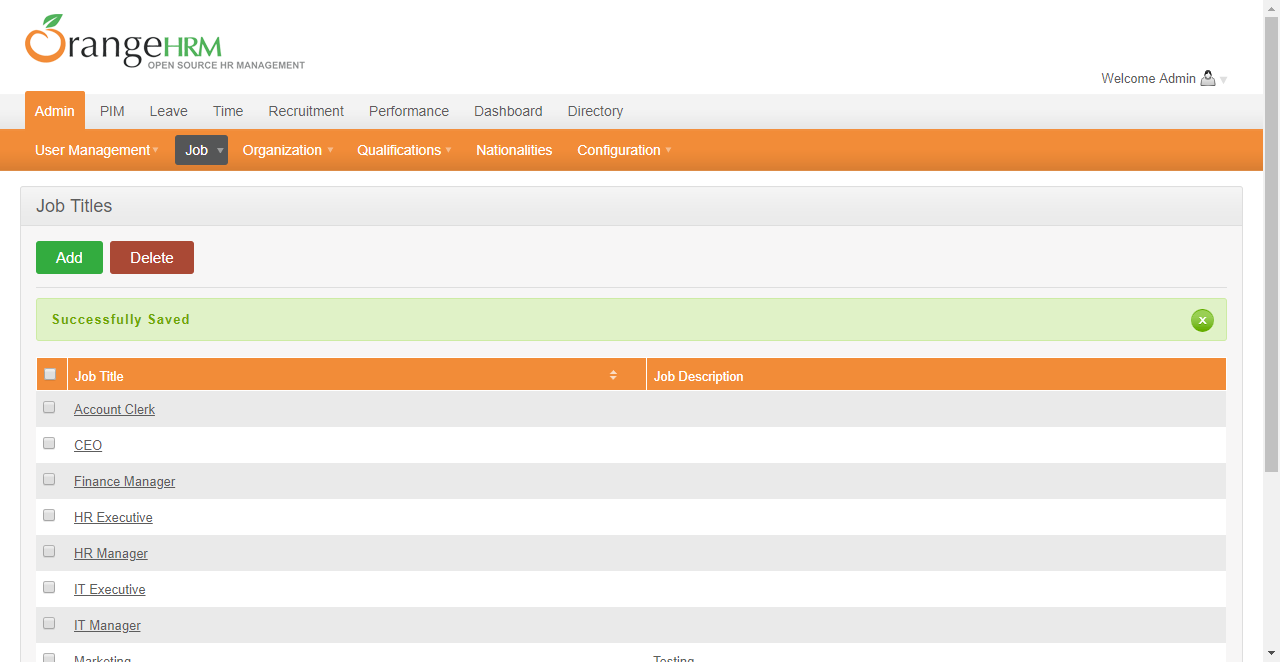 OrangeHRM
OPEN SOURCE HR MANAGEMENT
Welcome Admin
Admin PIM Leave Time Recruitment Performance Dashboard Directory
User Management Job Organization Qualifications Nationalities Configuration
Job Titles
Add Delete
Successfully Saved
x
Job Title Job Description
Account Clerk
CEO
Finance Manager
HR Executive
HR Manager
IT Executive
IT Manager
Marketing Testing